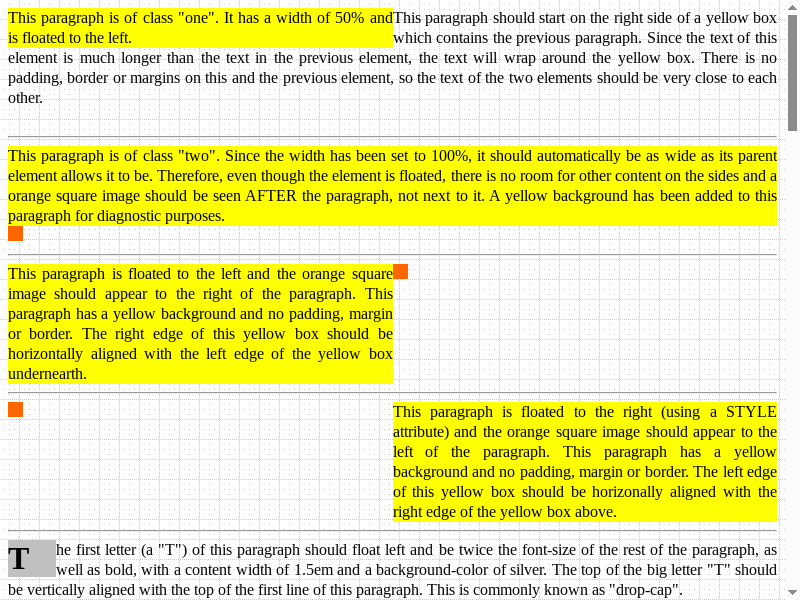 This paragraph is of class "one". It has a width of 50% and
is floated to the left.
This paragraph should start on the right side of a yellow box
which contains the previous paragraph. Since the text of this
element is much longer than the text in the previous element, the text will wrap around the yellow box. There is no
padding, border or margins on this and the previous element, so the text of the two elements should be very close to each
other.
This paragraph is of class "two". Since the width has been set to 100%, it should automatically be as wide as its parent
element allows it to be. Therefore, even though the element is floated, there is no room for other content on the sides and a
orange square image should be seen AFTER the paragraph, not next to it. A yellow background has been added to this
paragraph for diagnostic purposes.
This paragraph is floated to the left and the orange square
image should appear to the right of the paragraph. This
paragraph has a yellow background and no padding, margin
or border. The right edge of this yellow box should be
horizontally aligned with the left edge of the yellow box
undernearth.
This paragraph is floated to the right (using a STYLE
attribute) and the orange square image should appear to the
left of the paragraph. This paragraph has a yellow
background and no padding, margin or border. The left edge
of this yellow box should be horizonally aligned with the
right edge of the yellow box above.
The first letter (a "T") of this paragraph should float left and be twice the font-size of the rest of the paragraph, as
well as bold, with a content width of 1.5em and a background-color of silver. The top of the big letter "T" should
be vertically aligned with the top of the first line of this paragraph. This is commonly known as "drop-cap".